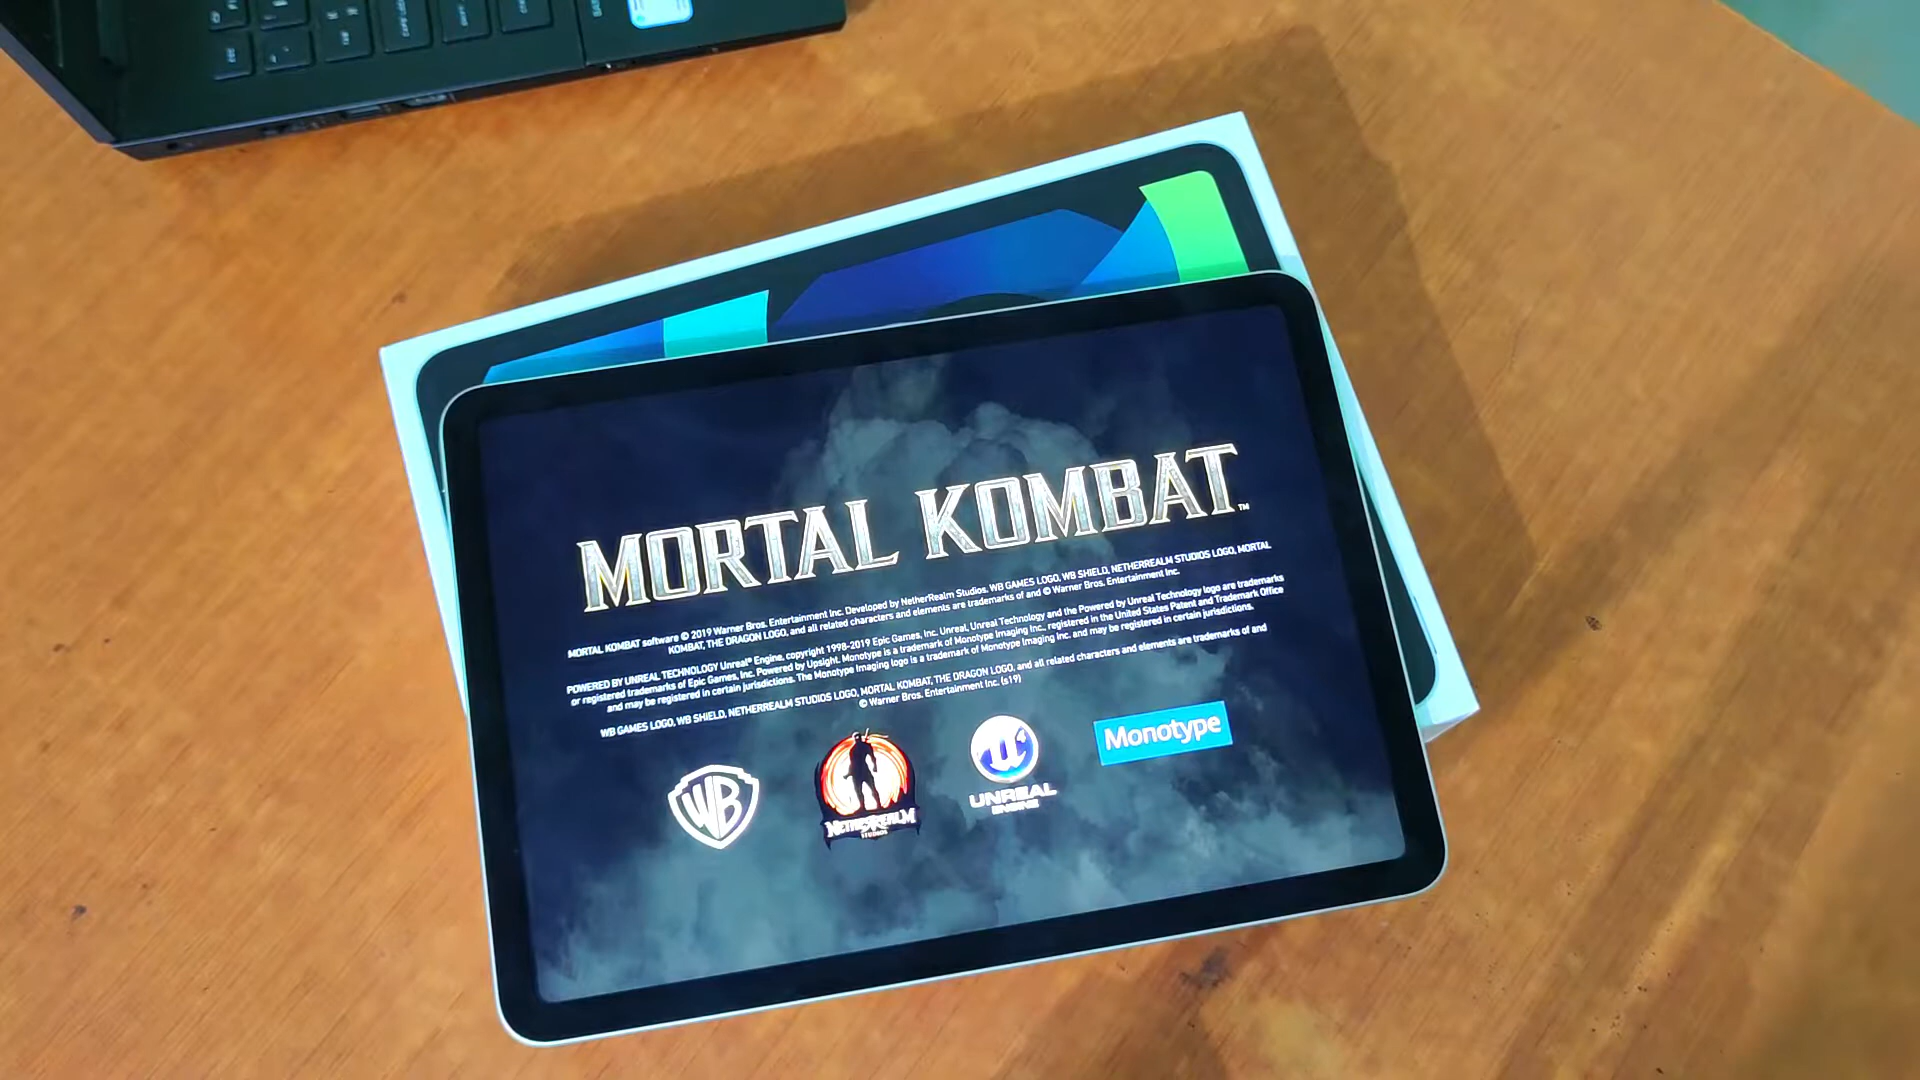 MORTAL KOMBAT™
MORTAL KOMBAT software © 2019 Warner Bros. Entertainment Inc. Developed by NetherRealm Studios. WB GAMES LOGO, WB SHIELD, NETHERREALM STUDIOS LOGO, MORTAL
KOMBAT, THE DRAGON LOGO, and all related characters and elements are trademarks of and © Warner Bros. Entertainment Inc.
POWERED BY UNREAL TECHNOLOGY Unreal® Engine, copyright 1998-2019 Epic Games, Inc. Unreal, Unreal Technology and the Powered by Unreal Technology logo are trademarks
or registered trademarks of Epic Games, Inc. Powered by Upsight. Monotype is a trademark of Monotype Imaging Inc., registered in the United States Patent and Trademark Office
and may be registered in certain jurisdictions. The Monotype Imaging logo is a trademark of Monotype Imaging Inc. and may be registered in certain jurisdictions.
WB GAMES LOGO, WB SHIELD, NETHERREALM STUDIOS LOGO, MORTAL KOMBAT, THE DRAGON LOGO, and all related characters and elements are trademarks of and
© Warner Bros. Entertainment Inc. (s19)
WB
NETHERREALM
STUDIOS
U4
UNREAL
ENGINE
Monotype